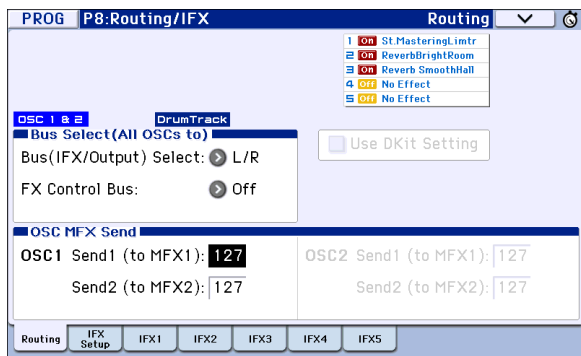 PROG P8:Routing/IFX Routing
1 On St.MasteringLimtr
2 On ReverbBrightRoom
3 On Reverb SmoothHall
4 Off No Effect
5 Off No Effect
OSC 1 & 2 DrumTrack
Bus Select(All OSCs to)
Bus(IFX/Output) Select: L/R
Use DKit Setting
FX Control Bus: Off
OSC MFX Send
OSC1 Send1 (to MFX1): 127 OSC2 Send1 (to MFX1): 127
Send2 (to MFX2): 127 Send2 (to MFX2): 127
Routing IFX Setup IFX1 IFX2 IFX3 IFX4 IFX5